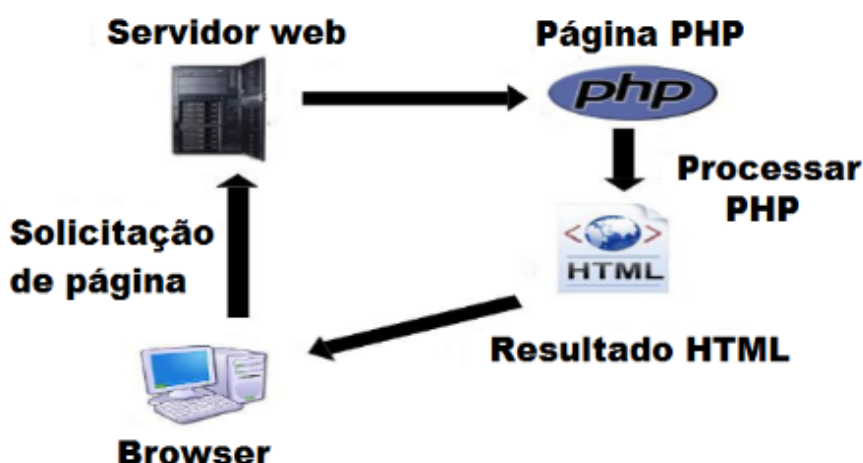 Servidor web
Página PHP
php
Processar
PHP
Solicitação
de página
< >
HTML
Resultado HTML
Browser